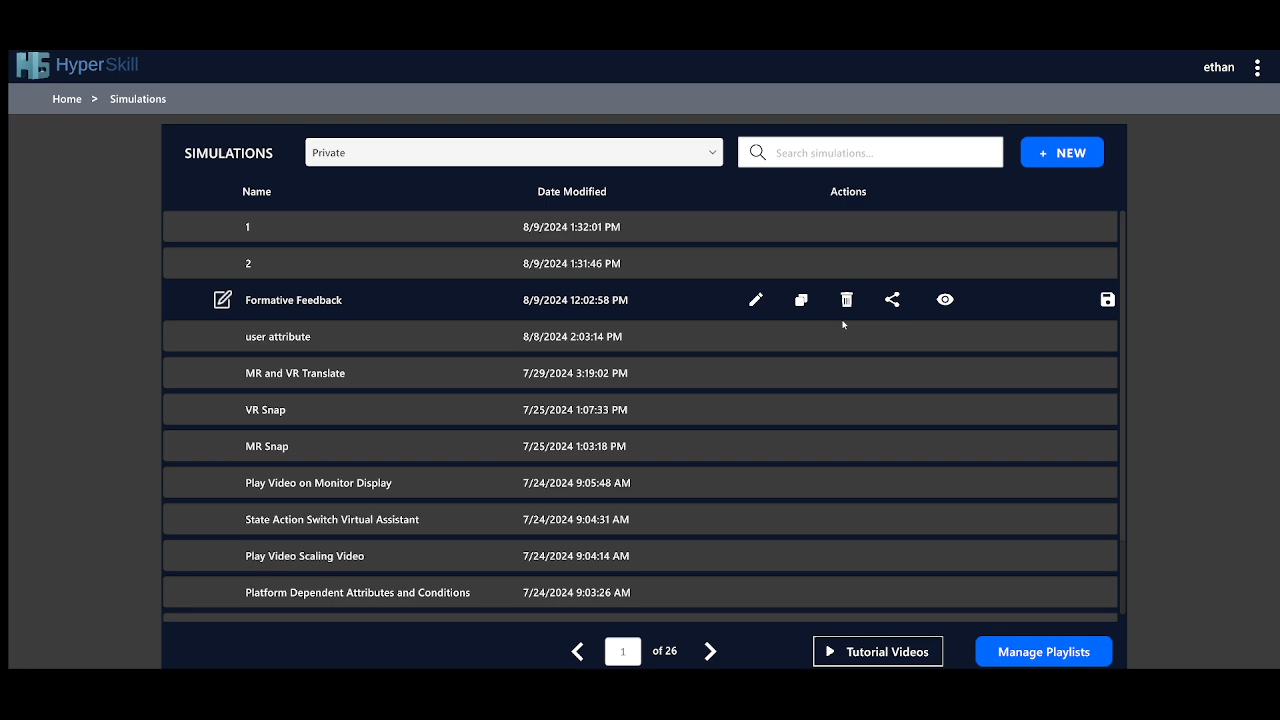 HyperSkill
ethan
Home > Simulations
SIMULATIONS
Private
Search simulations...
+ NEW
Name Date Modified Actions
1 8/9/2024 1:32:01 PM
2 8/9/2024 1:31:46 PM
Formative Feedback 8/9/2024 12:02:58 PM
user attribute 8/8/2024 2:03:14 PM
MR and VR Translate 7/29/2024 3:19:02 PM
VR Snap 7/25/2024 1:07:33 PM
MR Snap 7/25/2024 1:03:18 PM
Play Video on Monitor Display 7/24/2024 9:05:48 AM
State Action Switch Virtual Assistant 7/24/2024 9:04:31 AM
Play Video Scaling Video 7/24/2024 9:04:14 AM
Platform Dependent Attributes and Conditions 7/24/2024 9:03:26 AM
1 of 26
Tutorial Videos
Manage Playlists